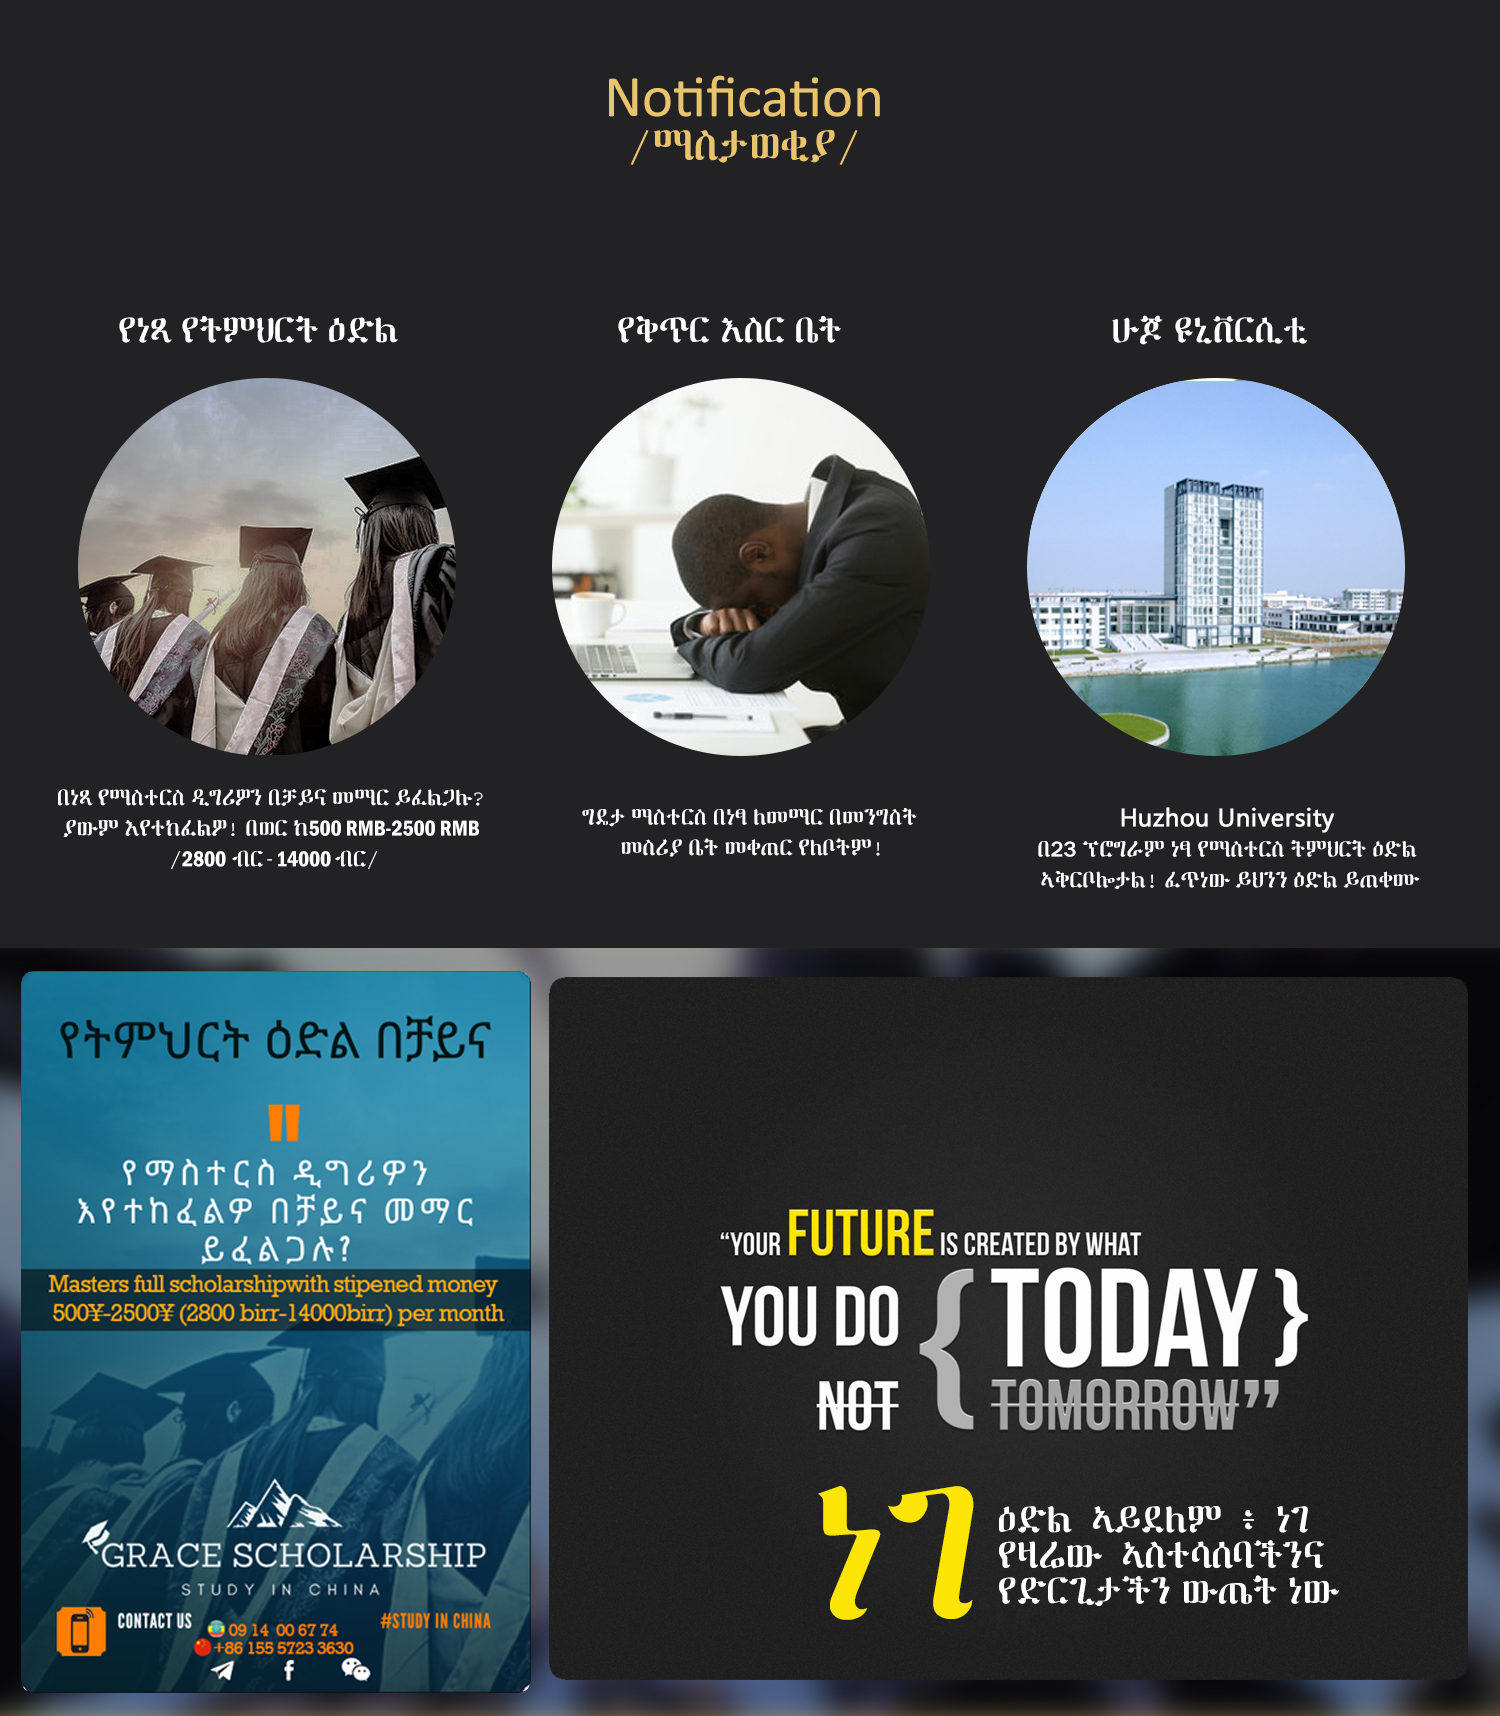 Notification
/ማስታወቂያ/
የነጻ የትምህርት ዕድል
የቅጥር እስር ቤት
ሁጆ ዩኒቨርሲቲ
በነጻ የማስተርስ ዲግሪዎን በቻይና መማር ይፈልጋሉ?
ያውም እየተከፈልዎ! በወር ከ500 RMB-2500 RMB
/2800 ብር - 14000 ብር/
ግዴታ ማስተርስ በነፃ ለመማር በመንግስት
መስሪያ ቤት መቀጠር የለቦትም!
Huzhou University
በ23 ፕሮግራም ነፃ የማስተርስ ትምህርት ዕድል
ኣቅርቦሎታል! ፈጥነው ይህንን ዕድል ይጠቀሙ
የትምህርት ዕድል በቻይና
"
የማስተርስ ዲግሪዎን
እየተከፈልዎ በቻይና መማር
ይፈልጋሉ?
Masters full scholarshipwith stipened money
500¥-2500¥ (2800 birr-14000birr) per month
GRACE SCHOLARSHIP
STUDY IN CHINA
CONTACT US
09 14 00 67 74
+86 155 5723 3630
#STUDY IN CHINA
“YOUR FUTURE IS CREATED BY WHAT
YOU DO { TODAY }
NOT TOMORROW”
ነገ
ዕድል ኣይደለም ፥ ነገ
የዛሬው ኣስተሳሰባችንና
የድርጊታችን ውጤት ነው